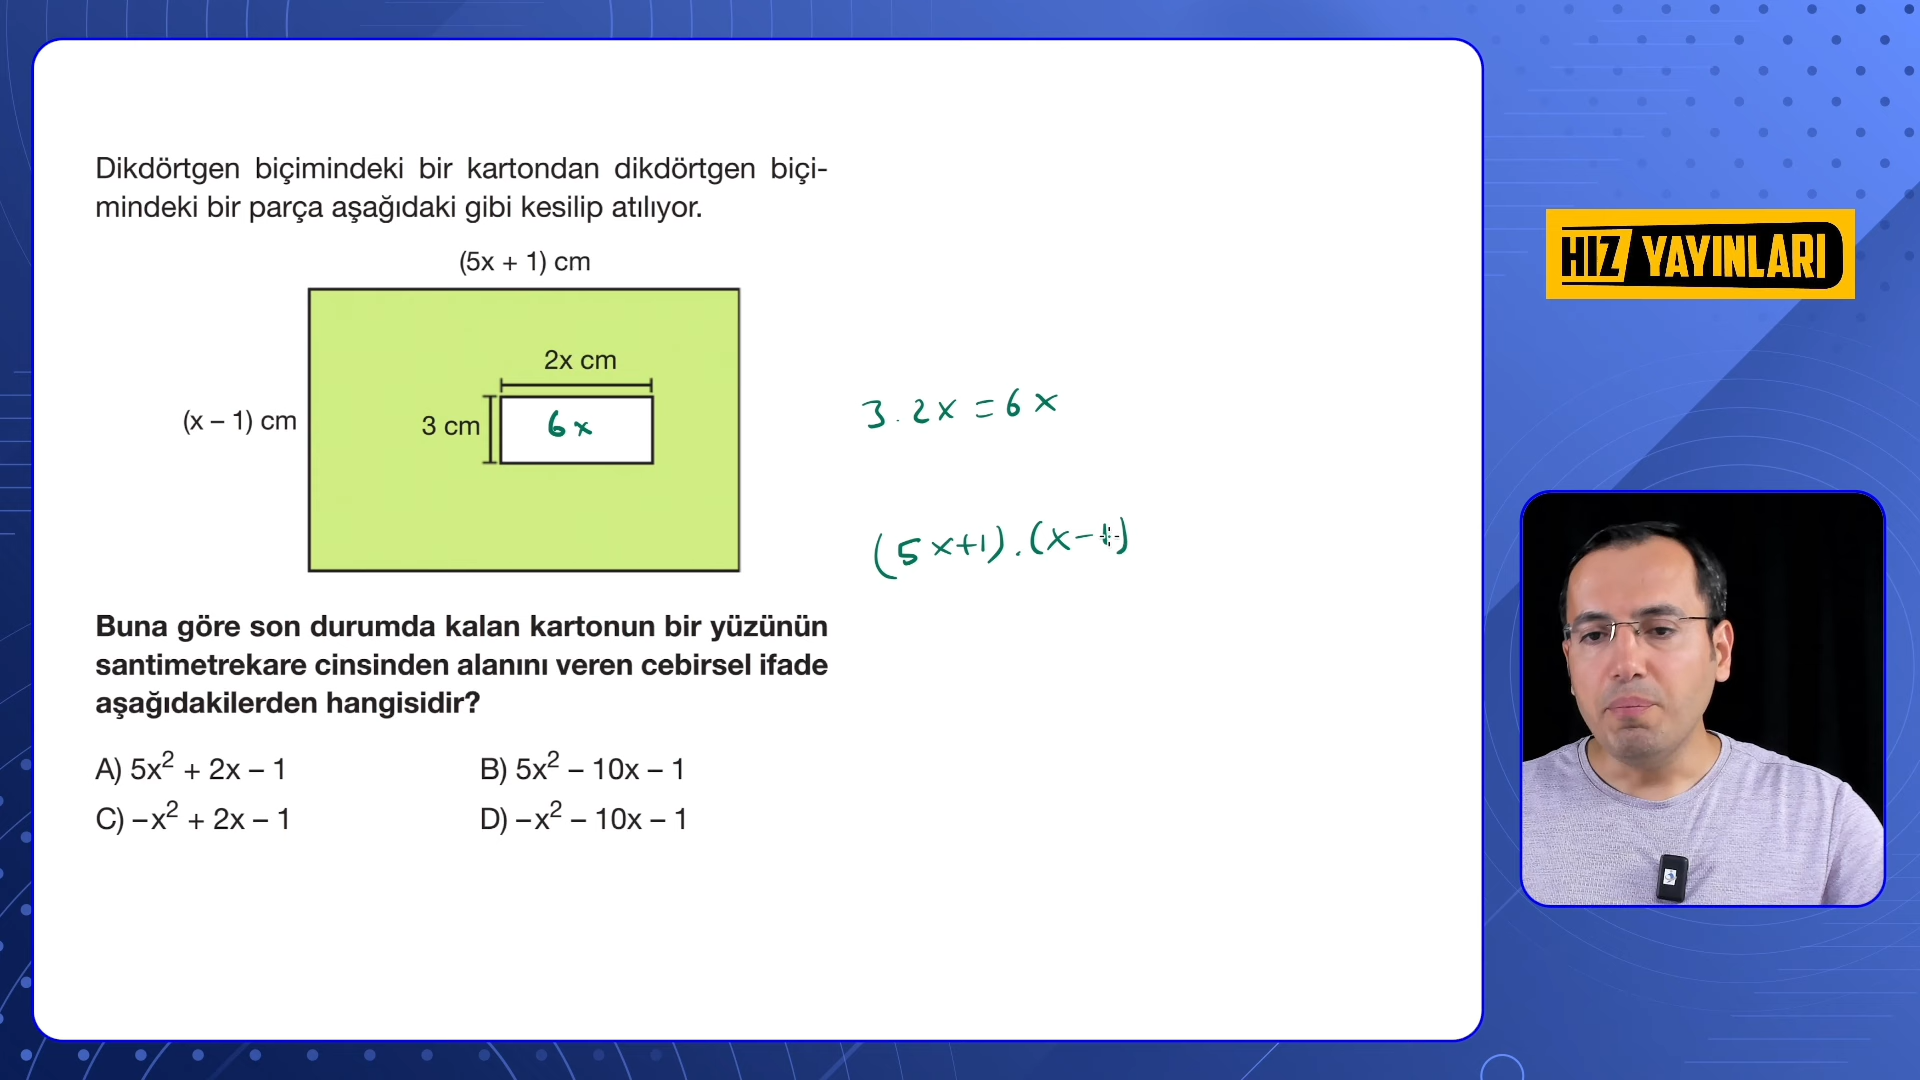 Dikdörtgen biçimindeki bir kartondan dikdörtgen biçi-
mindeki bir parça aşağıdaki gibi kesilip atılıyor.
(5x + 1) cm
2x cm
(x – 1) cm
3 cm
6x
3 . 2x = 6x
(5x+1) . (x-1)
Buna göre son durumda kalan kartonun bir yüzünün
santimetrekare cinsinden alanını veren cebirsel ifade
aşağıdakilerden hangisidir?
A) 5x² + 2x – 1
B) 5x² – 10x – 1
C) –x² + 2x – 1
D) –x² – 10x – 1
HIZ YAYINLARI